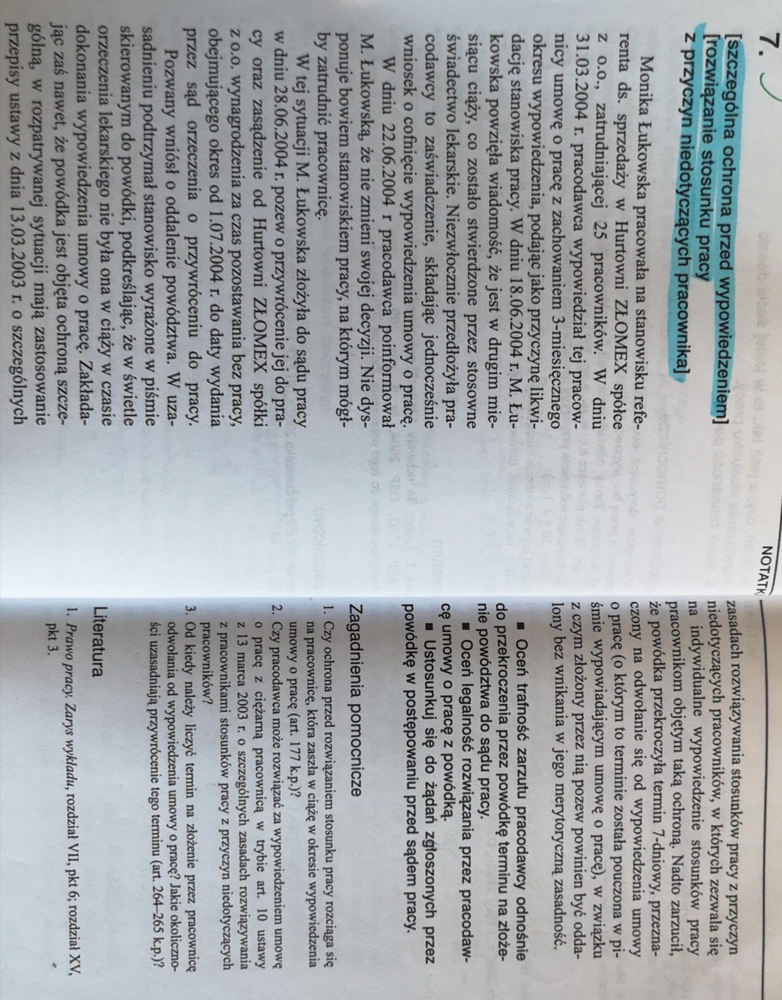 7.
[szczególna ochrona przed wypowiedzeniem]
[rozwiązanie stosunku pracy
z przyczyn niedotyczących pracownika]
Monika Łukowska pracowała na stanowisku refe-
renta ds. sprzedaży w Hurtowni ZŁOMEX spółce
z o.o., zatrudniającej 25 pracowników. W dniu
31.03.2004 r. pracodawca wypowiedział tej pracow-
nicy umowę o pracę z zachowaniem 3-miesięcznego
okresu wypowiedzenia, podając jako przyczynę likwi-
dację stanowiska pracy. W dniu 18.06.2004 r. M. Łu-
kowska powzięła wiadomość, że jest w drugim mie-
siącu ciąży, co zostało stwierdzone przez stosowne
świadectwo lekarskie. Niezwłocznie przedłożyła pra-
codawcy to zaświadczenie, składając jednocześnie
wniosek o cofnięcie wypowiedzenia umowy o pracę.
W dniu 22.06.2004 r pracodawca poinformował
M. Łukowską, że nie zmieni swojej decyzji. Nie dys-
ponuje bowiem stanowiskiem pracy, na którym mógł-
by zatrudnić pracownicę.
W tej sytuacji M. Łukowska złożyła do sądu pracy
w dniu 28.06.2004 r. pozew o przywrócenie jej do pra-
cy oraz zasądzenie od Hurtowni ZŁOMEX spółki
z o.o. wynagrodzenia za czas pozostawania bez pracy,
obejmującego okres od 1.07.2004 r. do daty wydania
przez sąd orzeczenia o przywróceniu do pracy.
Pozwany wniósł o oddalenie powództwa. W uza-
sadnieniu podtrzymał stanowisko wyrażone w piśmie
skierowanym do powódki, podkreślając, że w świetle
orzeczenia lekarskiego nie była ona w ciąży w czasie
dokonania wypowiedzenia umowy o pracę. Zakłada-
jąc zaś nawet, że powódka jest objęta ochroną szcze-
gólną, w rozpatrywanej sytuacji mają zastosowanie
przepisy ustawy z dnia 13.03.2003 r. o szczególnych
NOTATK
zasadach rozwiązywania stosunków pracy z przyczyn
niedotyczących pracowników, w których zezwala się
na indywidualne wypowiedzenie stosunków pracy
pracownikom objętym taką ochroną. Nadto zarzucił,
że powódka przekroczyła termin 7-dniowy, przezna-
czony na odwołanie się od wypowiedzenia umowy
o pracę (o którym to terminie została pouczona w pi-
śmie wypowiadającym umowę o pracę), w związku
z czym złożony przez nią pozew powinien być odda-
lony bez wnikania w jego merytoryczną zasadność.
■ Oceń trafność zarzutu pracodawcy odnośnie
do przekroczenia przez powódkę terminu na złoże-
nie powództwa do sądu pracy.
■ Oceń legalność rozwiązania przez pracodaw-
cę umowy o pracę z powódką.
■ Ustosunkuj się do żądań zgłoszonych przez
powódkę w postępowaniu przed sądem pracy.
Zagadnienia pomocnicze
1. Czy ochrona przed rozwiązaniem stosunku pracy rozciąga się
na pracownicę, która zaszła w ciążę w okresie wypowiedzenia
umowy o pracę (art. 177 k.p.)?
2. Czy pracodawca może rozwiązać za wypowiedzeniem umowę
o pracę z ciężarną pracownicą w trybie art. 10 ustawy
z 13 marca 2003 r. o szczególnych zasadach rozwiązywania
z pracownikami stosunków pracy z przyczyn niedotyczących
pracowników?
3. Od kiedy należy liczyć termin na złożenie przez pracownicę
odwołania od wypowiedzenia umowy o pracę? Jakie okoliczno-
ści uzasadniają przywrócenie tego terminu (art. 264–265 k.p.)?
Literatura
1. Prawo pracy. Zarys wykładu, rozdział VII, pkt 6; rozdział XV,
pkt 3.